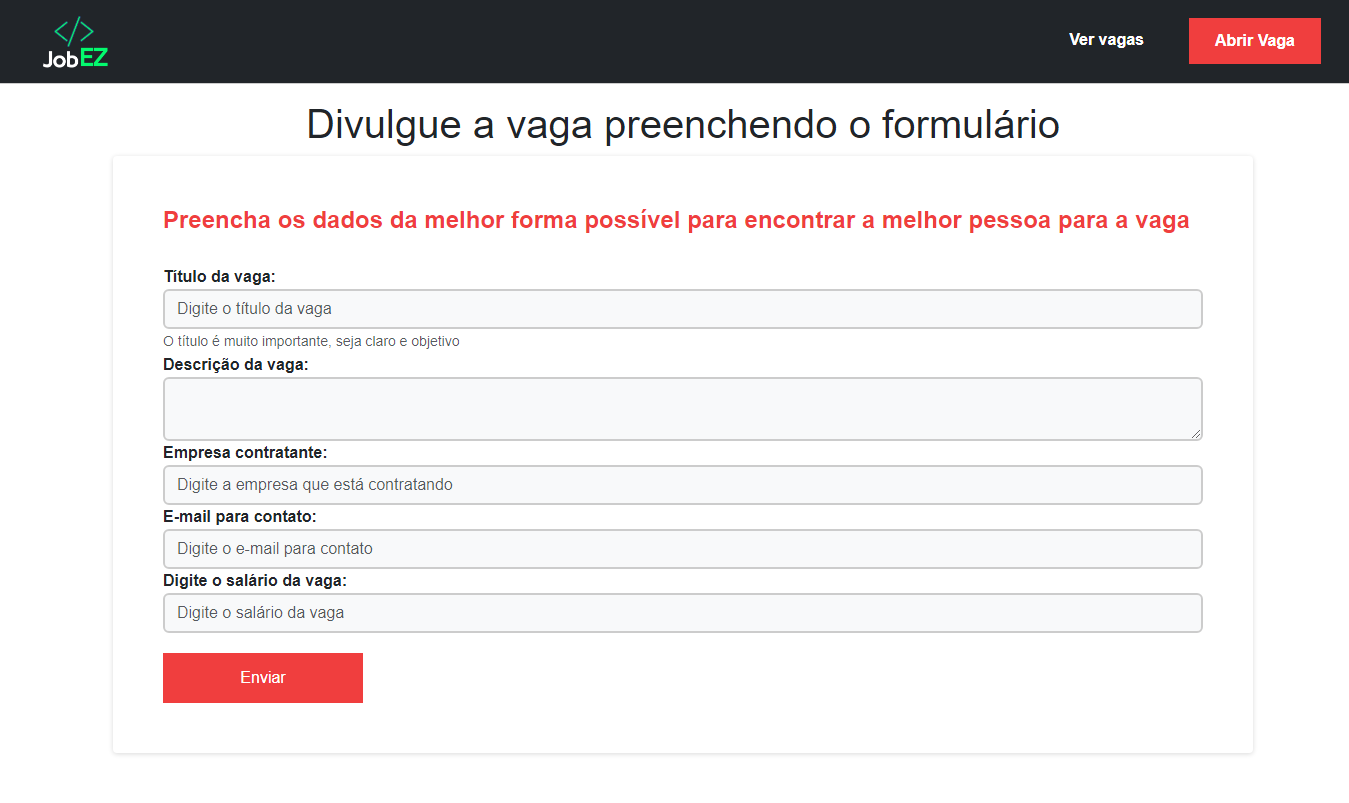 </>
JobEZ
Ver vagas
Abrir Vaga
Divulgue a vaga preenchendo o formulário
Preencha os dados da melhor forma possível para encontrar a melhor pessoa para a vaga
Título da vaga:
Digite o título da vaga
O título é muito importante, seja claro e objetivo
Descrição da vaga:
Empresa contratante:
Digite a empresa que está contratando
E-mail para contato:
Digite o e-mail para contato
Digite o salário da vaga:
Digite o salário da vaga
Enviar